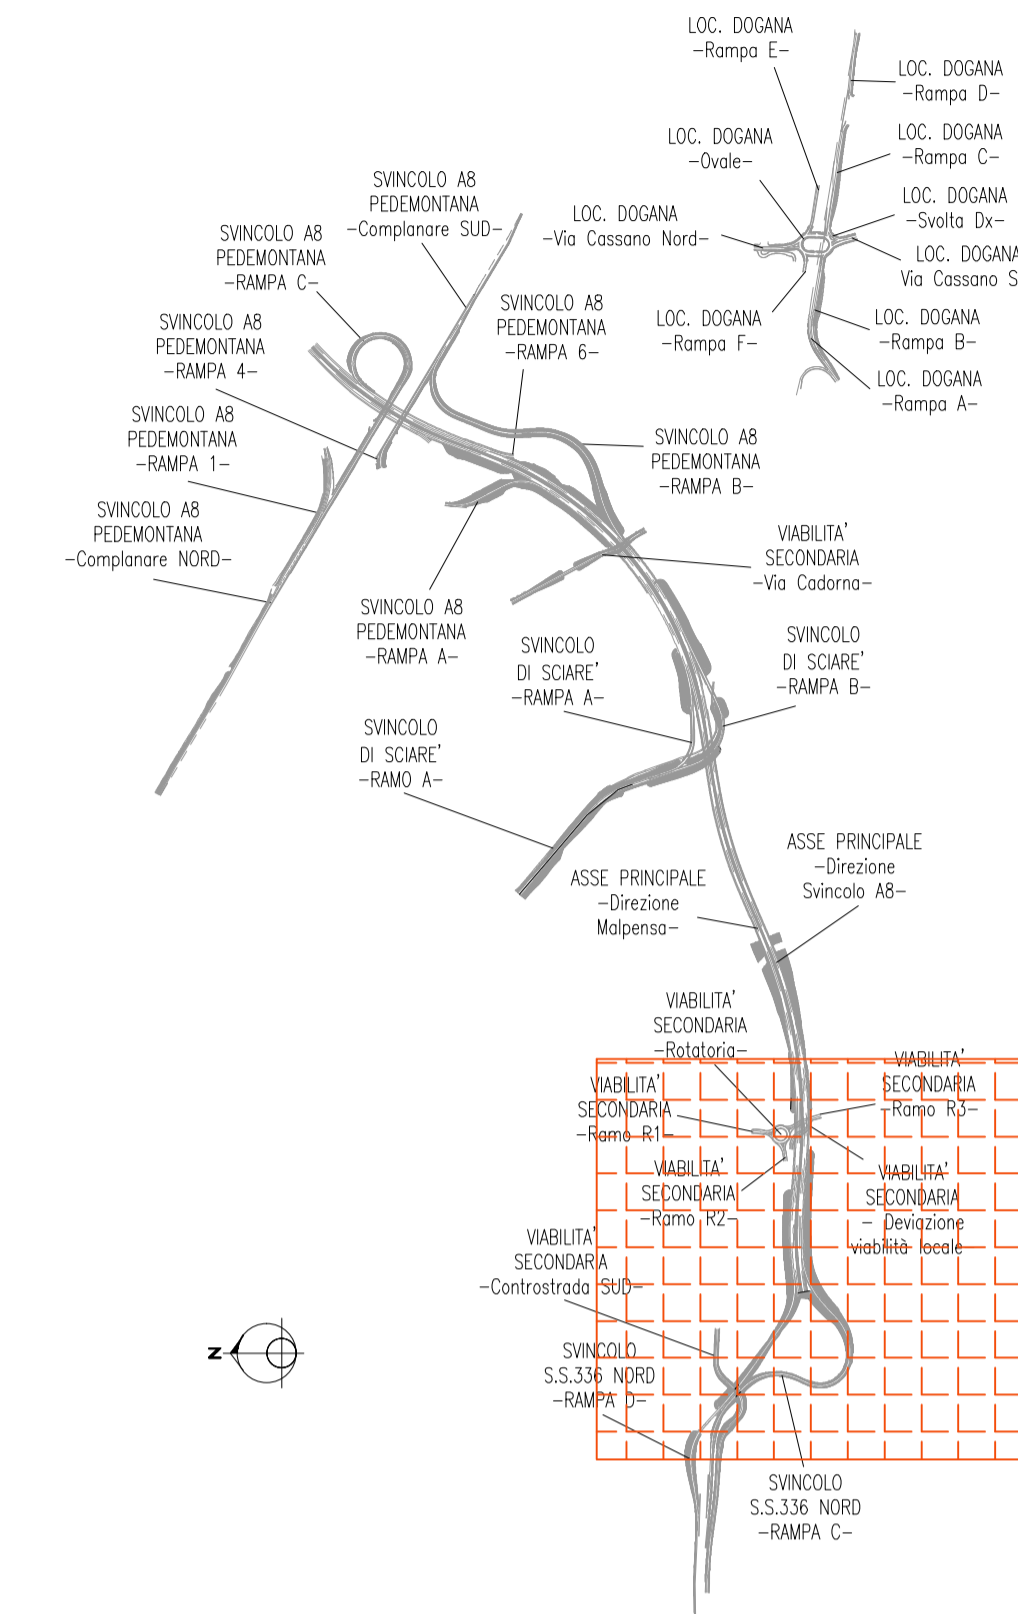 LOC. DOGANA
-Rampa E-
LOC. DOGANA
-Rampa D-
LOC. DOGANA
-Ovale-
LOC. DOGANA
-Rampa C-
SVINCOLO A8
PEDEMONTANA
-Complanare SUD-
LOC. DOGANA
-Svolta Dx-
LOC. DOGANA
-Via Cassano Nord-
SVINCOLO A8
PEDEMONTANA
-RAMPA C-
LOC. DOGANA
Via Cassano S
SVINCOLO A8
PEDEMONTANA
-RAMPA 6-
LOC. DOGANA
-Rampa F-
LOC. DOGANA
-Rampa B-
SVINCOLO A8
PEDEMONTANA
-RAMPA 4-
LOC. DOGANA
-Rampa A-
SVINCOLO A8
PEDEMONTANA
-RAMPA 1-
SVINCOLO A8
PEDEMONTANA
-RAMPA B-
SVINCOLO A8
PEDEMONTANA
-Complanare NORD-
VIABILITA'
SECONDARIA
-Via Cadorna-
SVINCOLO A8
PEDEMONTANA
-RAMPA A-
SVINCOLO
DI SCIARE'
-RAMPA A-
SVINCOLO
DI SCIARE'
-RAMPA B-
SVINCOLO
DI SCIARE'
-RAMO A-
ASSE PRINCIPALE
-Direzione
Svincolo A8-
ASSE PRINCIPALE
-Direzione
Malpensa-
VIABILITA'
SECONDARIA
-Rotatoria-
VIABILITA'
SECONDARIA
-Ramo R3-
VIABILITA'
SECONDARIA
-Ramo R1-
VIABILITA'
SECONDARIA
-Ramo R2-
VIABILITA'
SECONDARIA
- Deviazione
viabilità locale
VIABILITA'
SECONDARIA
-Controstrada SUD-
N
SVINCOLO
S.S.336 NORD
-RAMPA D-
SVINCOLO
S.S.336 NORD
-RAMPA C-